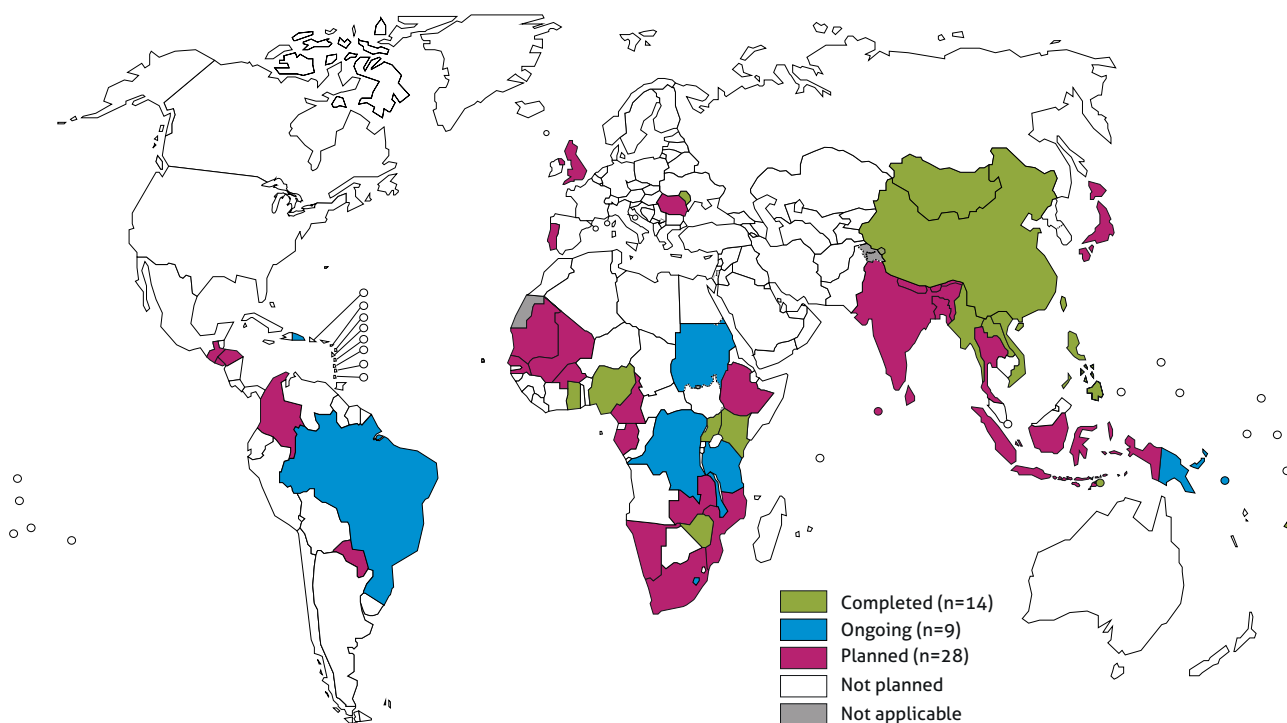 Completed (n=14)
Ongoing (n=9)
Planned (n=28)
Not planned
Not applicable